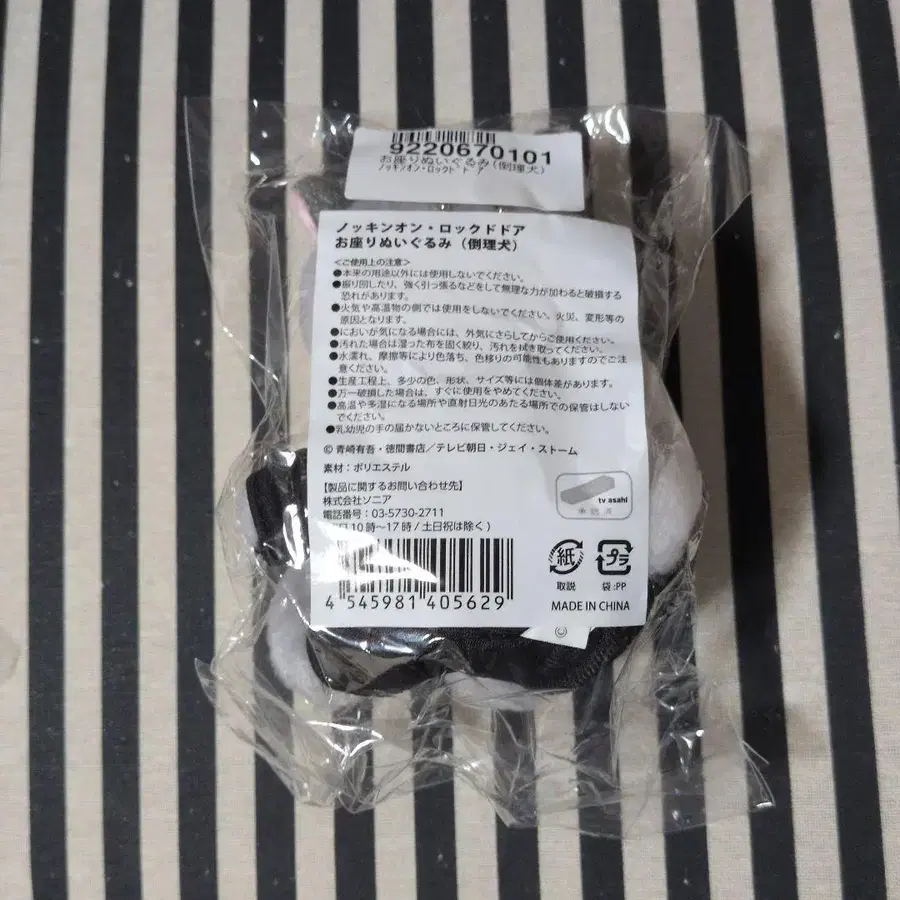 9220670101
お座りぬいぐるみ(倒理犬)
ノッキンオン・ロックド ド ア
ノッキンオン・ロックドドア
お座りぬいぐるみ(倒理犬)
<ご使用上の注意>
●本来の用途以外には使用しないでください。
●振り回したり、強く引っ張るなどをして無理な力が加わると破損する
恐れがあります。
●火気や高温物の側では使用をしないでください。火災、変形等の
原因となります。
●においが気になる場合には、外気にさらしてからご使用ください。
●汚れた場合は湿った布を固く絞り、汚れを拭き取ってください。
●水濡れ、摩擦等により色落ち、色移りの可能性もありますのでご注
意ください。
●生産工程上、多少の色、形状、サイズ等には個体差があります。
●万一破損した場合は、すぐに使用をやめてください。
●高温や多湿になる場所や直射日光のあたる場所での保管はしない
でください。
●乳幼児の手の届かないところに保管してください。
©青崎有吾・徳間書店/テレビ朝日・ジェイ・ストーム
素材:ポリエステル
【製品に関するお問い合わせ先】
株式会社ソニア
電話番号:03-5730-2711
日10時〜17時/土日祝は除く)
tv asahi
承認済
4 545981 405629
紙
プラ
取説
袋:PP
MADE IN CHINA
©